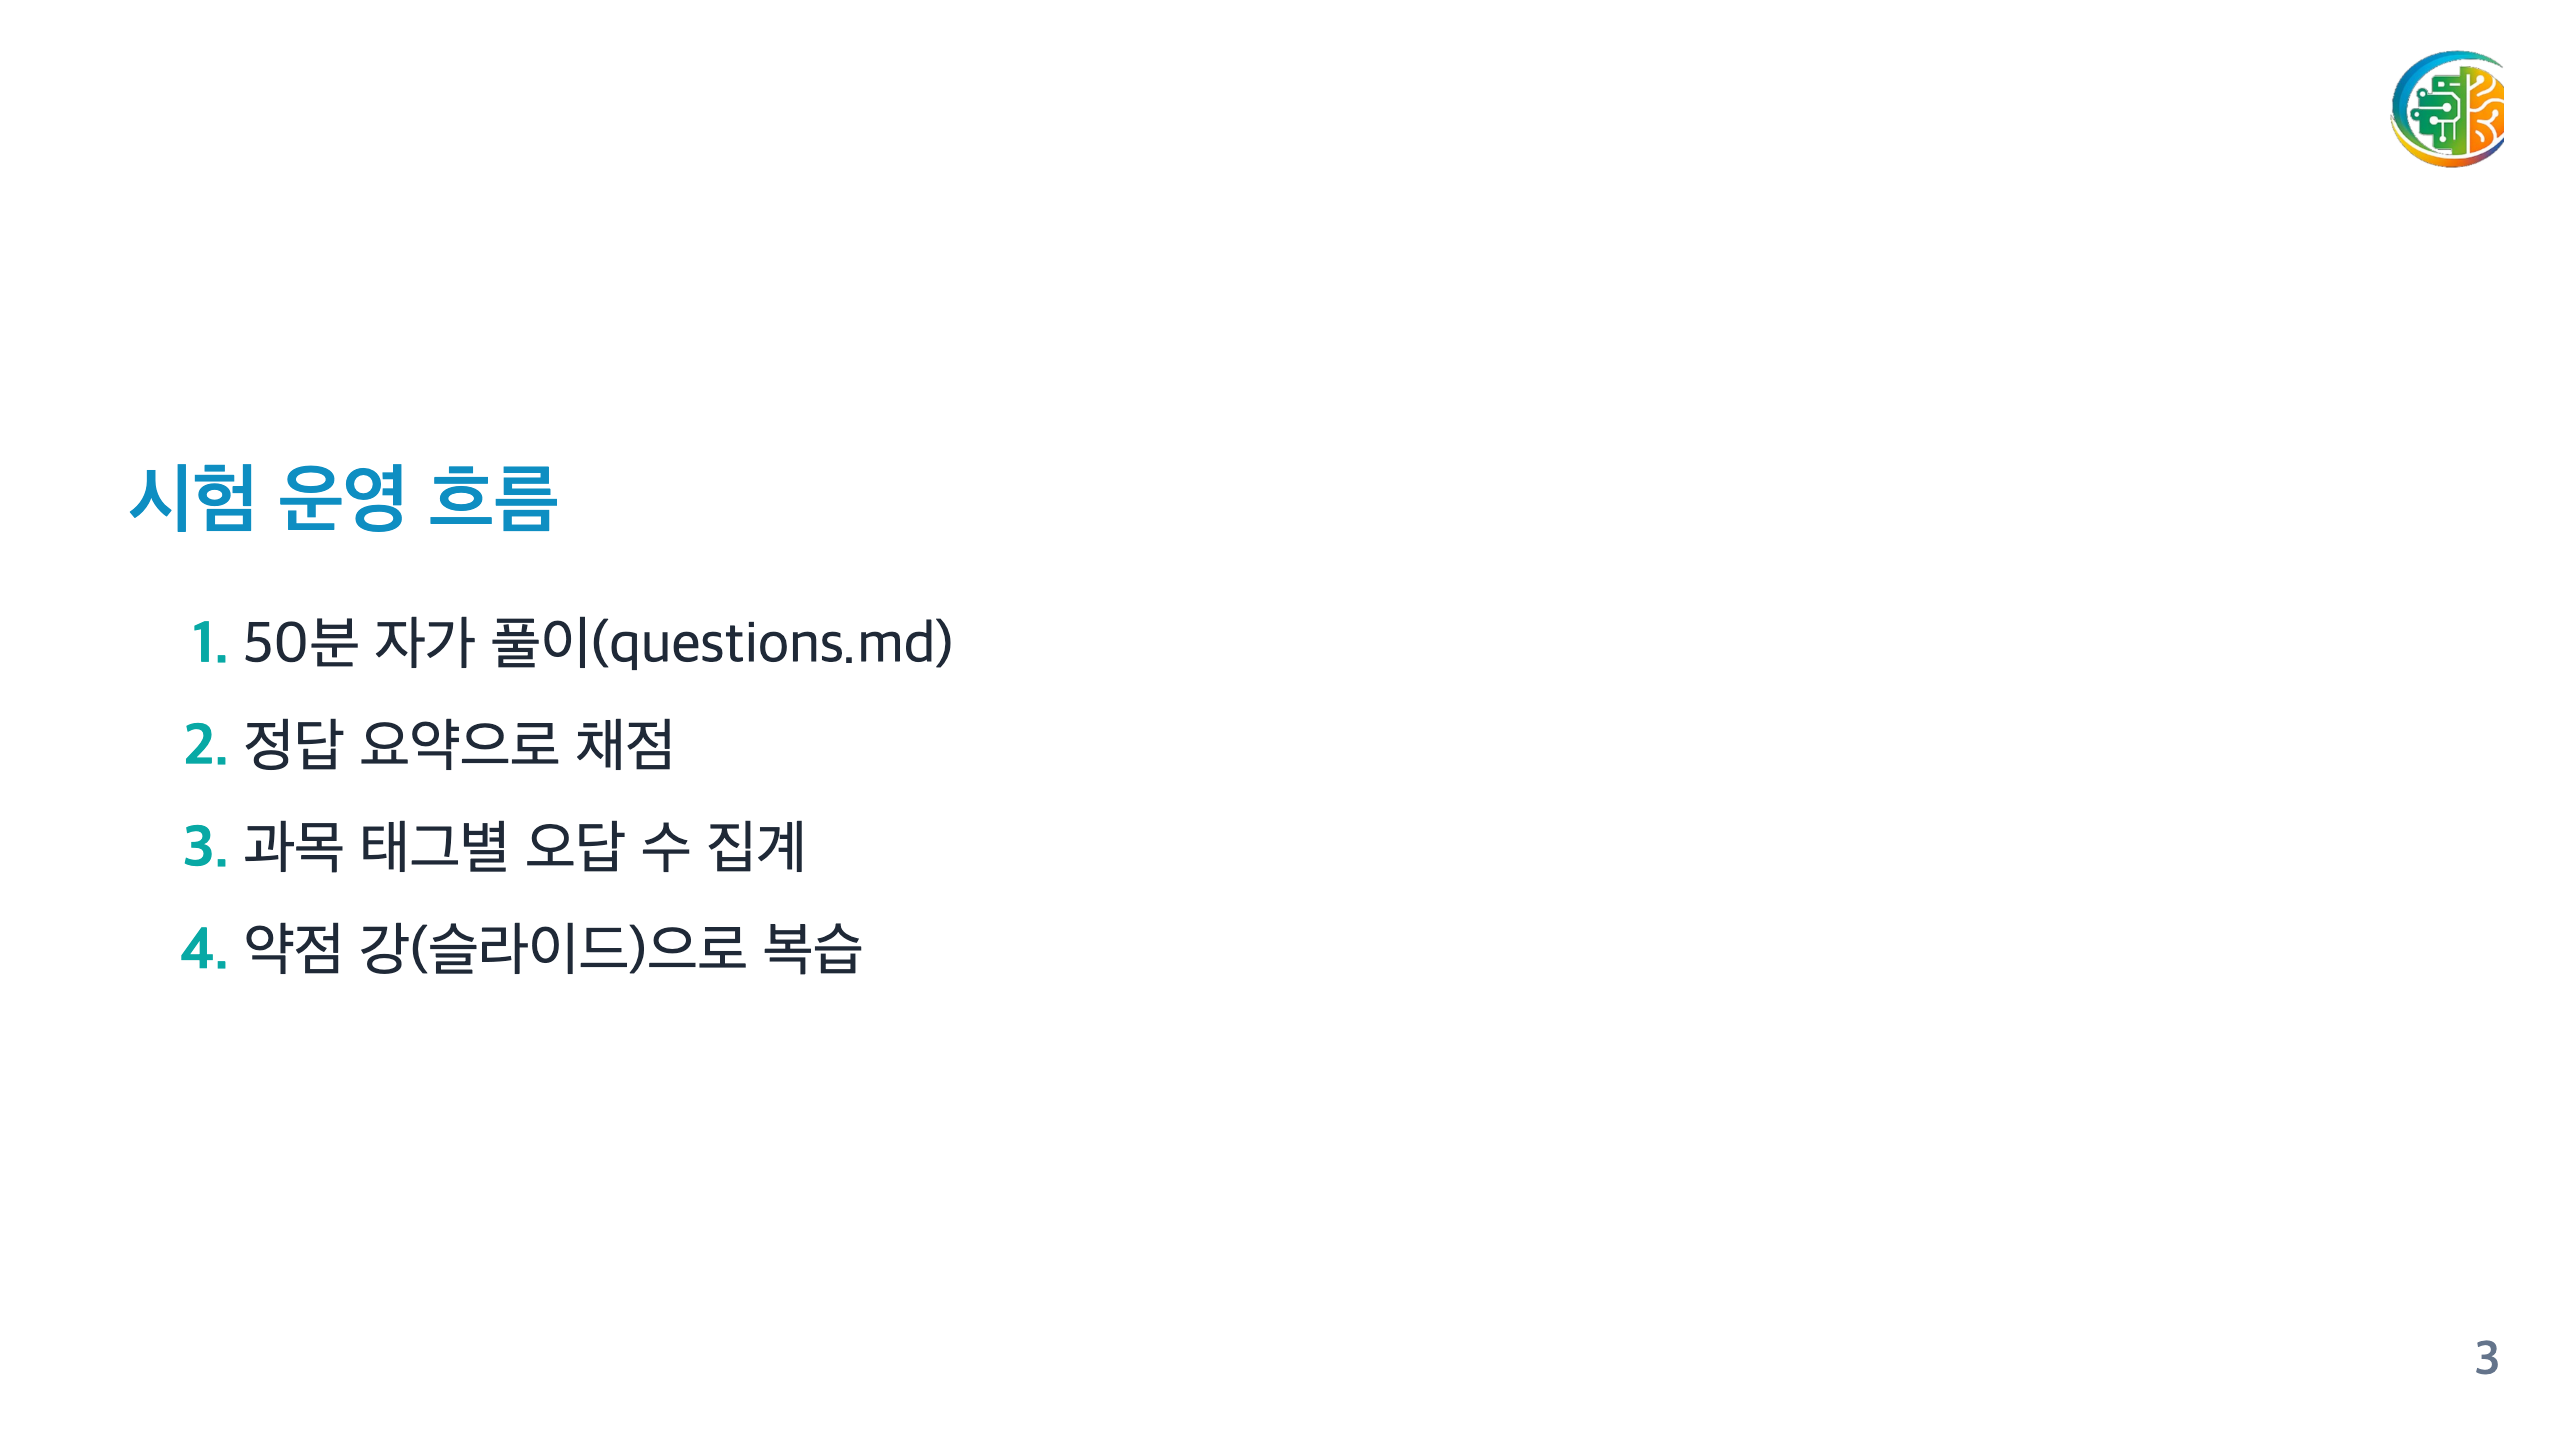 시험 운영 흐름
1. 50분 자가 풀이(questions.md)
2. 정답 요약으로 채점
3. 과목 태그별 오답 수 집계
4. 약점 강(슬라이드)으로 복습
3